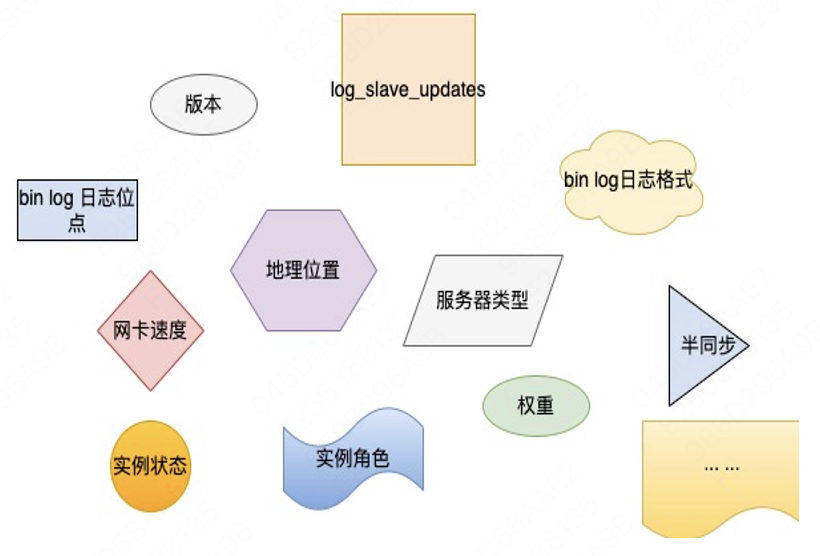 log_slave_updates
版本
bin log日志格式
bin log 日志位
点
地理位置
服务器类型
网卡速度
半同步
权重
实例状态
实例角色
... ...